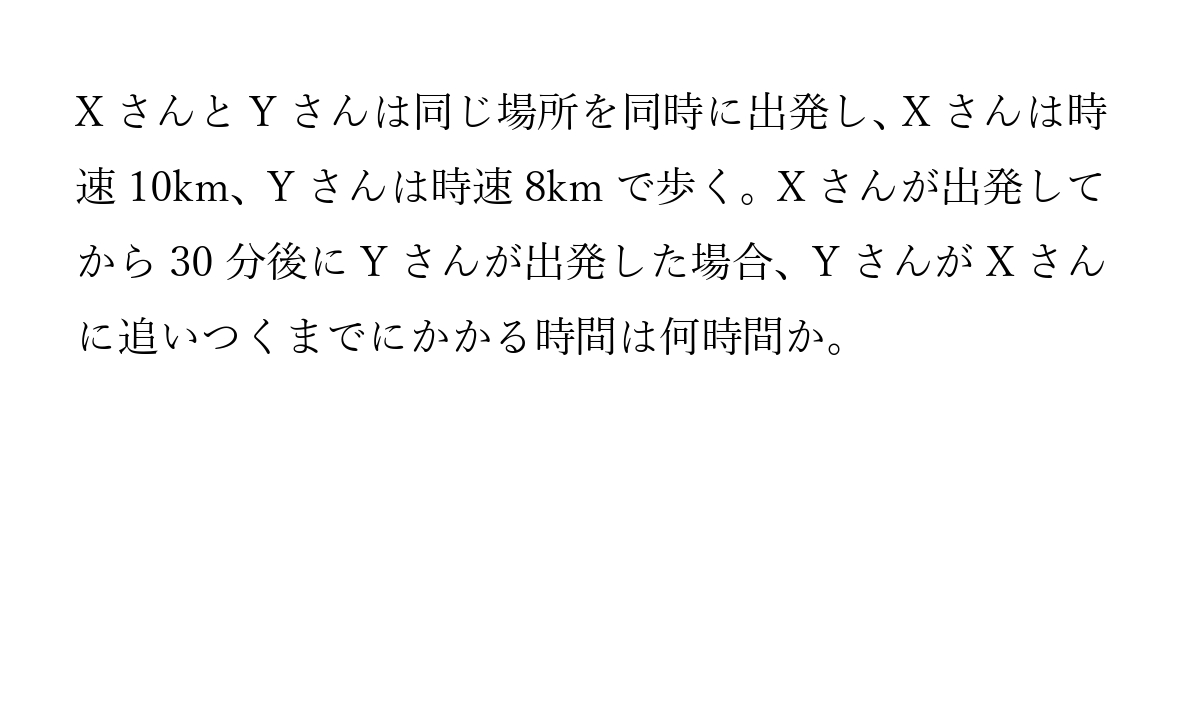 X さんと Y さんは同じ場所を同時に出発し、X さんは時
速 10km、Y さんは時速 8km で歩く。X さんが出発して
から 30 分後に Y さんが出発した場合、Y さんが X さん
に追いつくまでにかかる時間は何時間か。